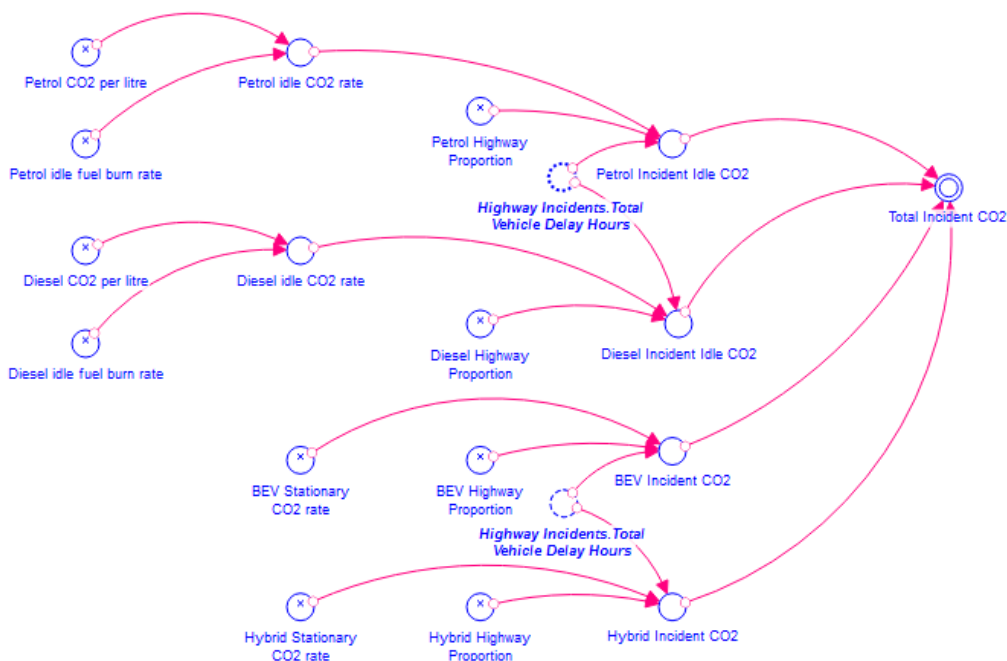 Petrol CO2 per litre
Petrol idle CO2 rate
Petrol idle fuel burn rate
Petrol Highway
Proportion
Petrol Incident Idle CO2
Highway Incidents.Total
Vehicle Delay Hours
Total Incident CO2
Diesel CO2 per litre
Diesel idle CO2 rate
Diesel idle fuel burn rate
Diesel Highway
Proportion
Diesel Incident Idle CO2
BEV Stationary
CO2 rate
BEV Highway
Proportion
BEV Incident CO2
Highway Incidents.Total
Vehicle Delay Hours
Hybrid Stationary
CO2 rate
Hybrid Highway
Proportion
Hybrid Incident CO2